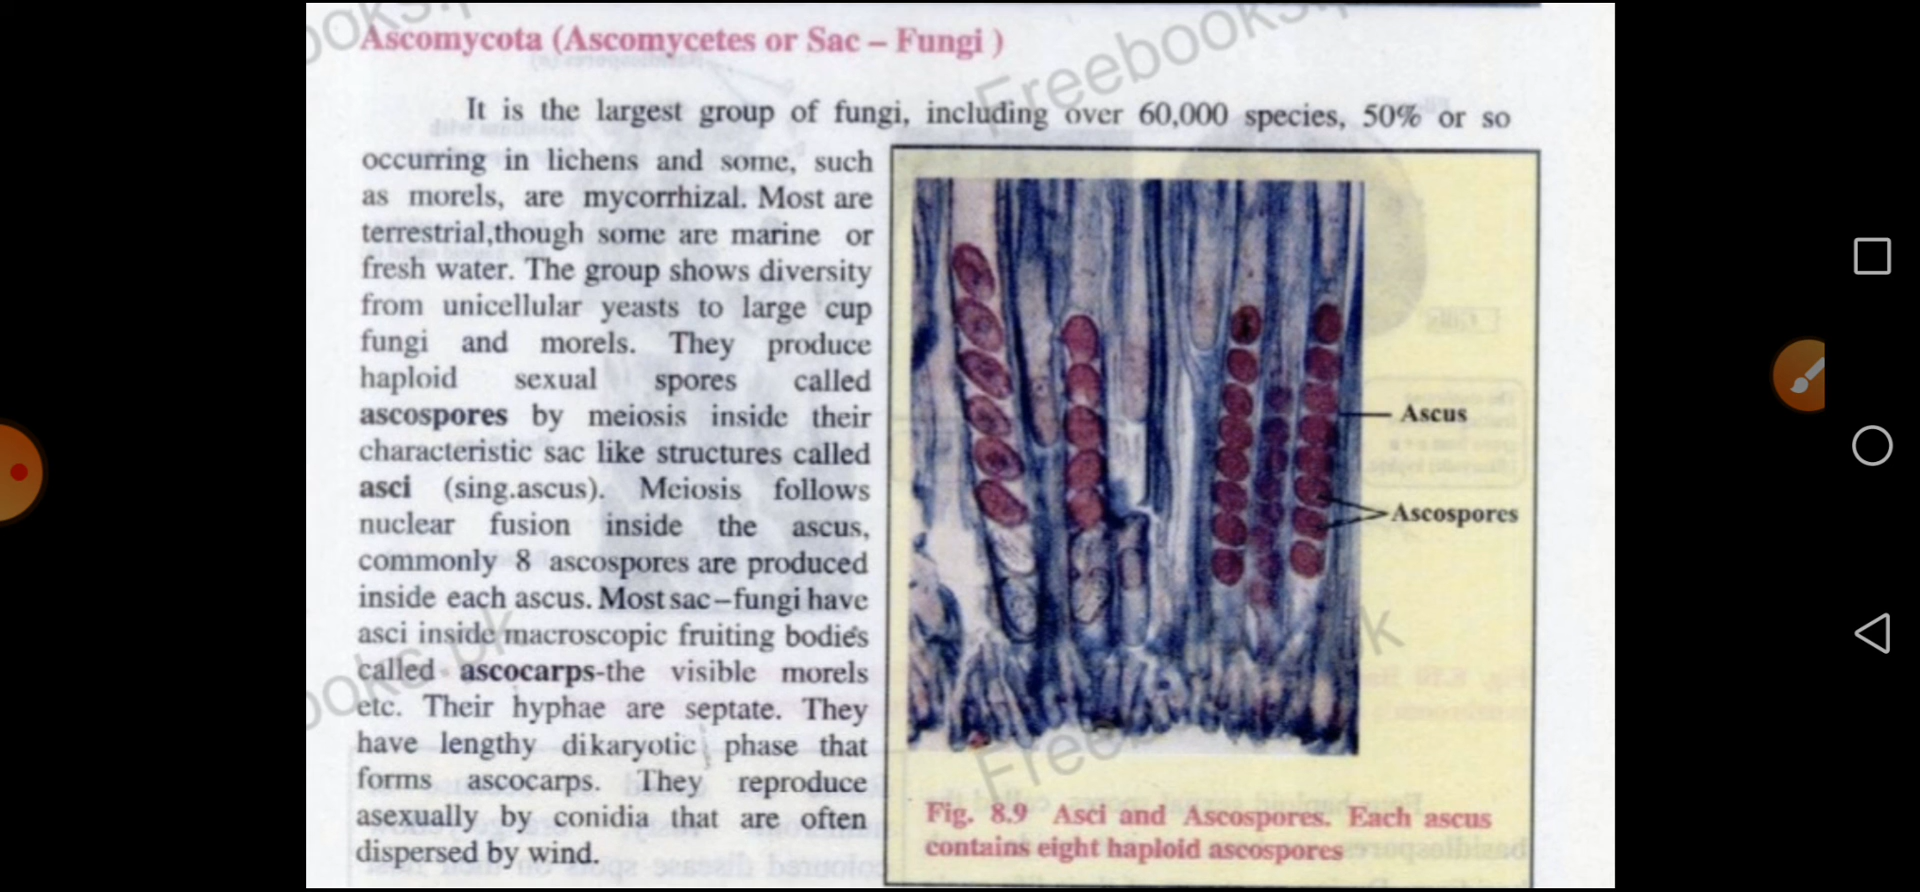 Ascomycota (Ascomycetes or Sac – Fungi )
It is the largest group of fungi, including over 60,000 species, 50% or so
occurring in lichens and some, such
as morels, are mycorrhizal. Most are
terrestrial,though some are marine or
fresh water. The group shows diversity
from unicellular yeasts to large cup
fungi and morels. They produce
haploid sexual spores called
ascospores by meiosis inside their
characteristic sac like structures called
asci (sing.ascus). Meiosis follows
nuclear fusion inside the ascus,
commonly 8 ascospores are produced
inside each ascus. Most sac–fungi have
asci inside macroscopic fruiting bodies
called ascocarps-the visible morels
etc. Their hyphae are septate. They
have lengthy dikaryotic phase that
forms ascocarps. They reproduce
asexually by conidia that are often
dispersed by wind.
Ascus
Ascospores
Fig. 8.9 Asci and Ascospores. Each ascus
contains eight haploid ascospores